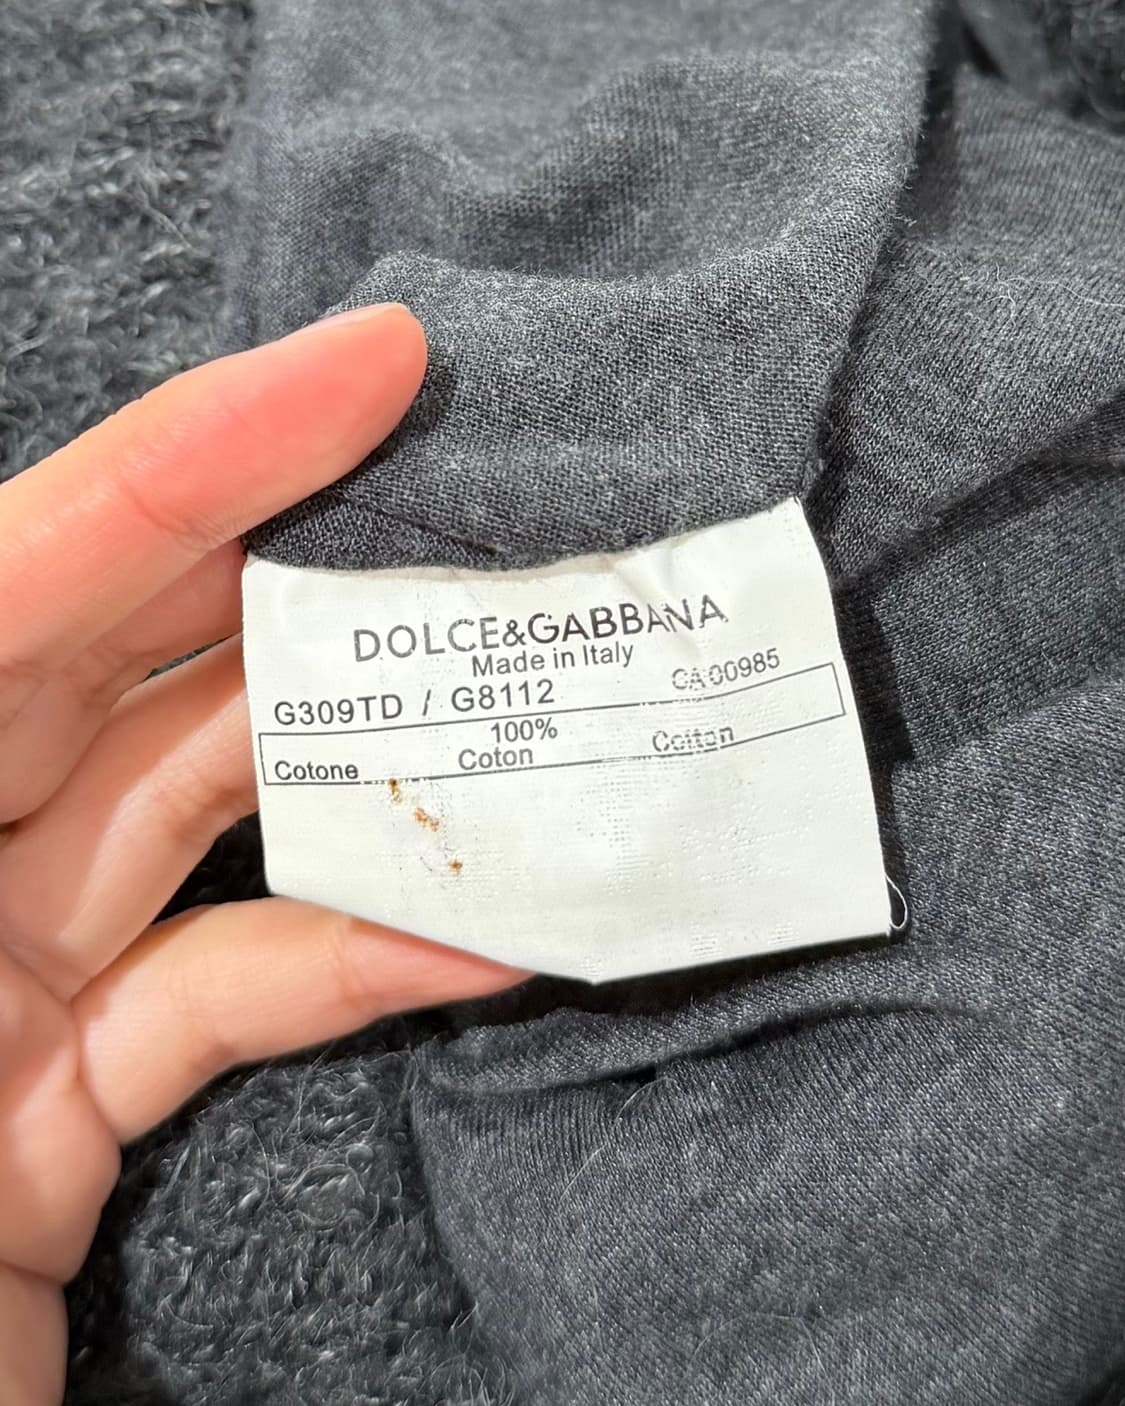 DOLCE&GABBANA
Made in Italy
G309TD / G8112 CA00985
100%
Cotone Coton Cotton